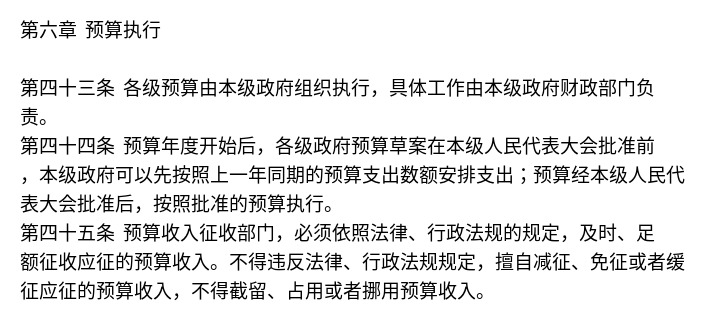 第六章 预算执行
第四十三条 各级预算由本级政府组织执行，具体工作由本级政府财政部门负
责。
第四十四条 预算年度开始后，各级政府预算草案在本级人民代表大会批准前
，本级政府可以先按照上一年同期的预算支出数额安排支出；预算经本级人民代
表大会批准后，按照批准的预算执行。
第四十五条 预算收入征收部门，必须依照法律、行政法规的规定，及时、足
额征收应征的预算收入。不得违反法律、行政法规规定，擅自减征、免征或者缓
征应征的预算收入，不得截留、占用或者挪用预算收入。